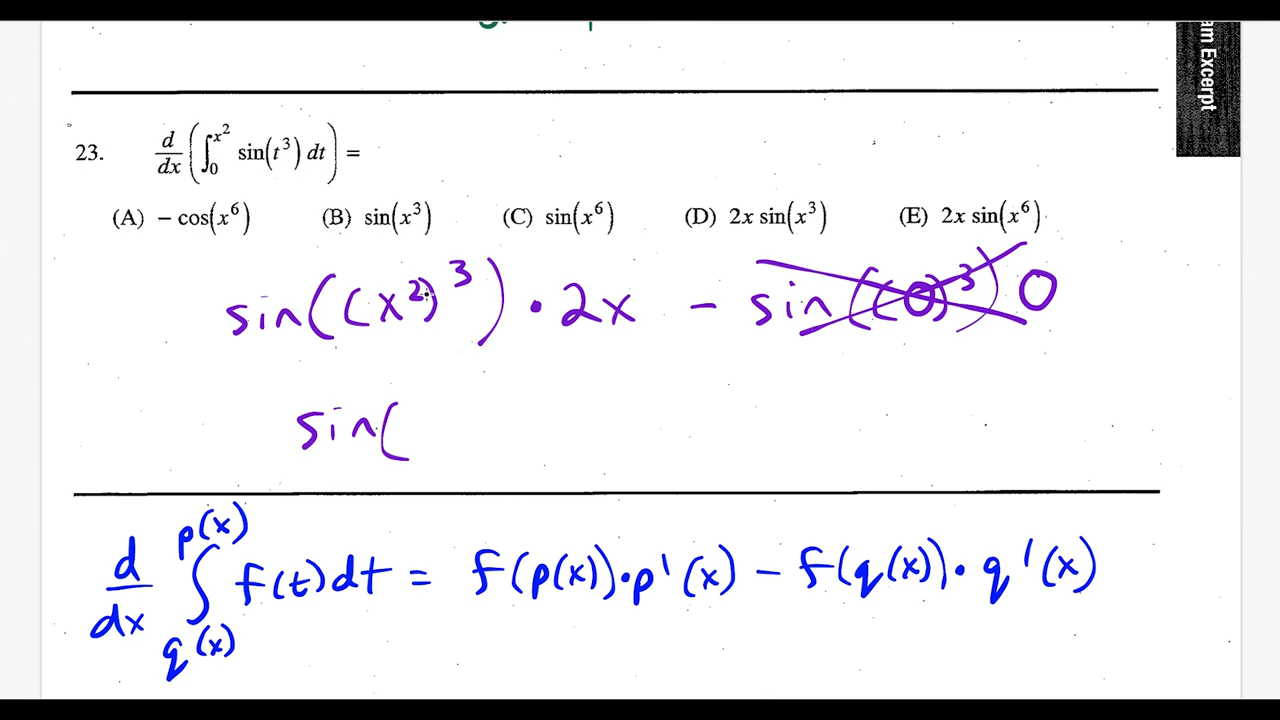 am Excerpt
23. d/dx (∫₀^x² sin(t³) dt) =
(A) − cos(x⁶) (B) sin(x³) (C) sin(x⁶) (D) 2x sin(x³) (E) 2x sin(x⁶)
sin((x²)³) · 2x − sin((0)³) 0
sin(
d/dx ∫_q(x)^p(x) f(t)dt = f(p(x))·p'(x) − f(q(x))·q'(x)